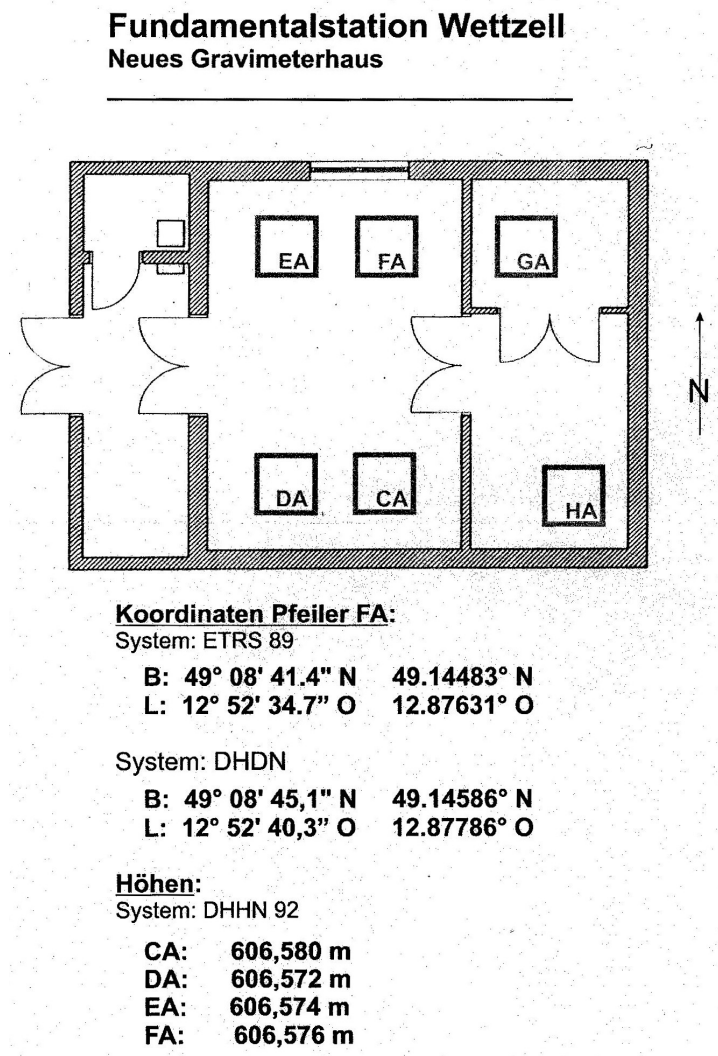 Fundamentalstation Wettzell
Neues Gravimeterhaus
EA FA GA
N
DA CA HA
Koordinaten Pfeiler FA:
System: ETRS 89
B: 49° 08' 41.4" N 49.14483° N
L: 12° 52' 34.7” O 12.87631° O
System: DHDN
B: 49° 08' 45,1" N 49.14586° N
L: 12° 52' 40,3” O 12.87786° O
Höhen:
System: DHHN 92
CA: 606,580 m
DA: 606,572 m
EA: 606,574 m
FA: 606,576 m